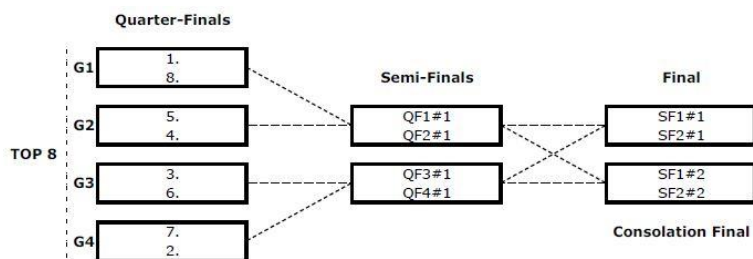 Quarter-Finals
G1
1.
8.
Semi-Finals
Final
G2
5.
4.
QF1#1
QF2#1
SF1#1
SF2#1
TOP 8
G3
3.
6.
QF3#1
QF4#1
SF1#2
SF2#2
G4
7.
2.
Consolation Final